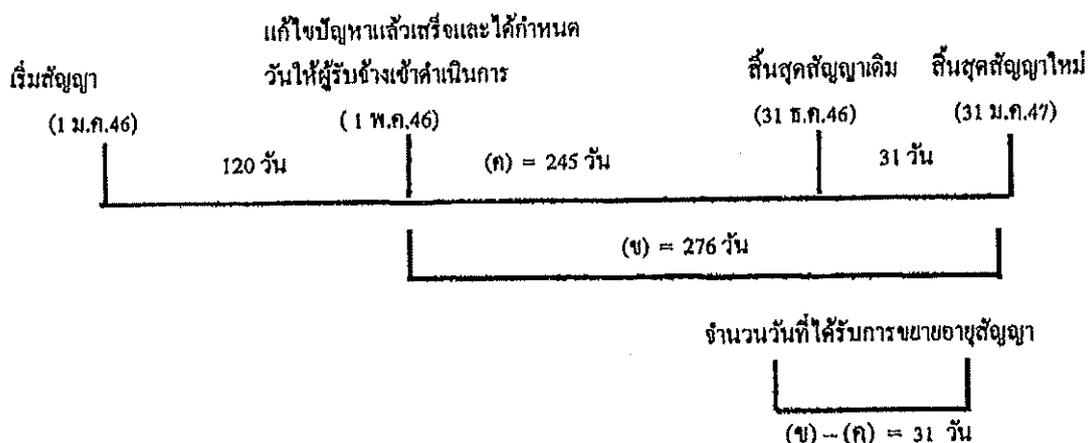 แก้ไขปัญหาแล้วเสร็จและได้กำหนด
วันให้ผู้รับจ้างเข้าดำเนินการ
เริ่มสัญญา
สิ้นสุดสัญญาเดิม
สิ้นสุดสัญญาใหม่
(1 ม.ค.46)
( 1 พ.ค.46)
(31 ธ.ค.46)
(31 ม.ค.47)
120 วัน
(ค) = 245 วัน
31 วัน
(ข) = 276 วัน
จำนวนวันที่ได้รับการขยายอายุสัญญา
(ข) – (ค) = 31 วัน